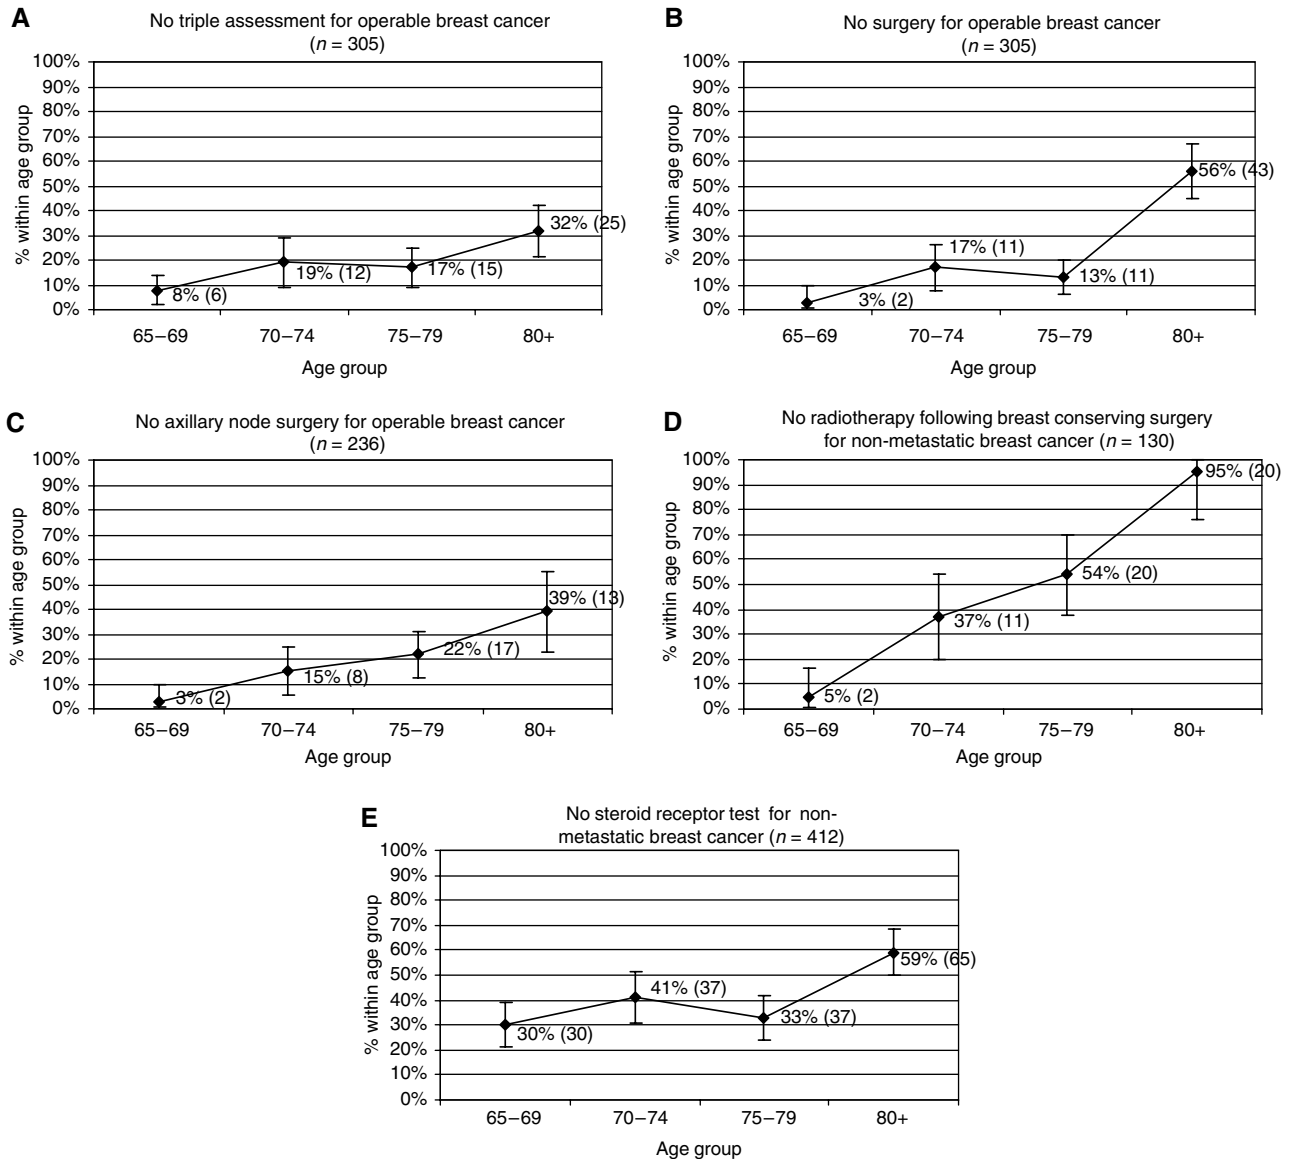 A
No triple assessment for operable breast cancer
(n = 305)
100%
90%
80%
70%
60%
50%
40%
30%
20%
10%
0%
% within age group
8% (6)
19% (12)
17% (15)
32% (25)
65–69 70–74 75–79 80+
Age group
B
No surgery for operable breast cancer
(n = 305)
100%
90%
80%
70%
60%
50%
40%
30%
20%
10%
0%
% within age group
3% (2)
17% (11)
13% (11)
56% (43)
65–69 70–74 75–79 80+
Age group
C
No axillary node surgery for operable breast cancer
(n = 236)
100%
90%
80%
70%
60%
50%
40%
30%
20%
10%
0%
% within age group
3% (2)
15% (8)
22% (17)
39% (13)
65–69 70–74 75–79 80+
Age group
D
No radiotherapy following breast conserving surgery
for non-metastatic breast cancer (n = 130)
100%
90%
80%
70%
60%
50%
40%
30%
20%
10%
0%
% within age group
5% (2)
37% (11)
54% (20)
95% (20)
65–69 70–74 75–79 80+
Age group
E
No steroid receptor test for non-
metastatic breast cancer (n = 412)
100%
90%
80%
70%
60%
50%
40%
30%
20%
10%
0%
% within age group
30% (30)
41% (37)
33% (37)
59% (65)
65–69 70–74 75–79 80+
Age group